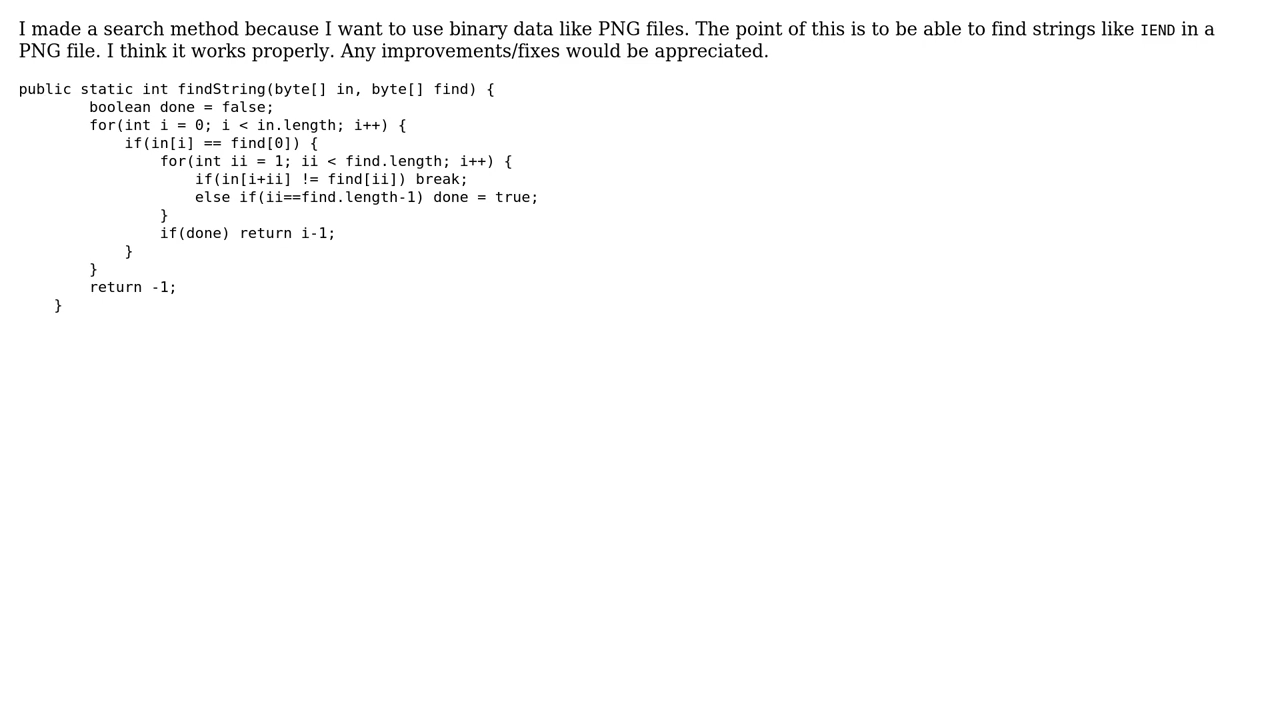 I made a search method because I want to use binary data like PNG files. The point of this is to be able to find strings like IEND in a
PNG file. I think it works properly. Any improvements/fixes would be appreciated.
public static int findString(byte[] in, byte[] find) {
        boolean done = false;
        for(int i = 0; i < in.length; i++) {
            if(in[i] == find[0]) {
                for(int ii = 1; ii < find.length; i++) {
                    if(in[i+ii] != find[ii]) break;
                    else if(ii==find.length-1) done = true;
                }
                if(done) return i-1;
            }
        }
        return -1;
    }